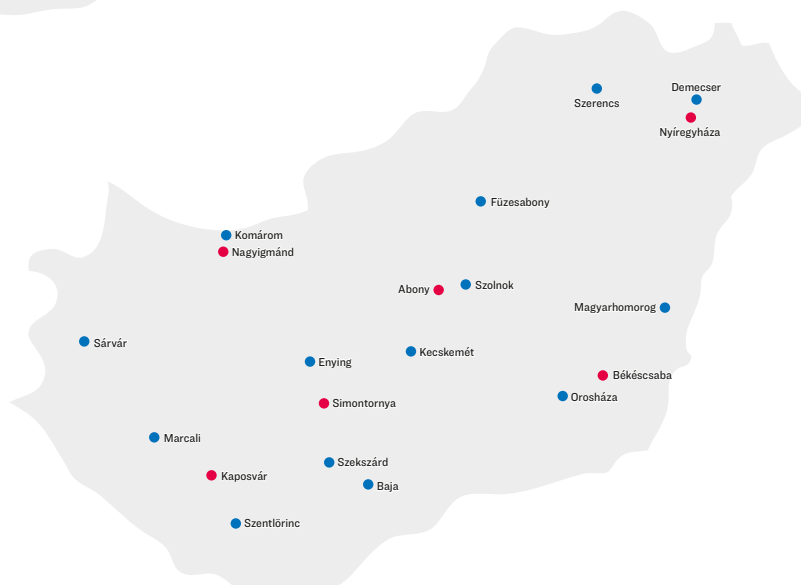 Demecser
Szerencs
Nyíregyháza
Füzesabony
Komárom
Nagyigmánd
Szolnok
Abony
Magyarhomorog
Sárvár
Kecskemét
Enying
Békéscsaba
Orosháza
Simontornya
Marcali
Szekszárd
Kaposvár
Baja
Szentlörinc